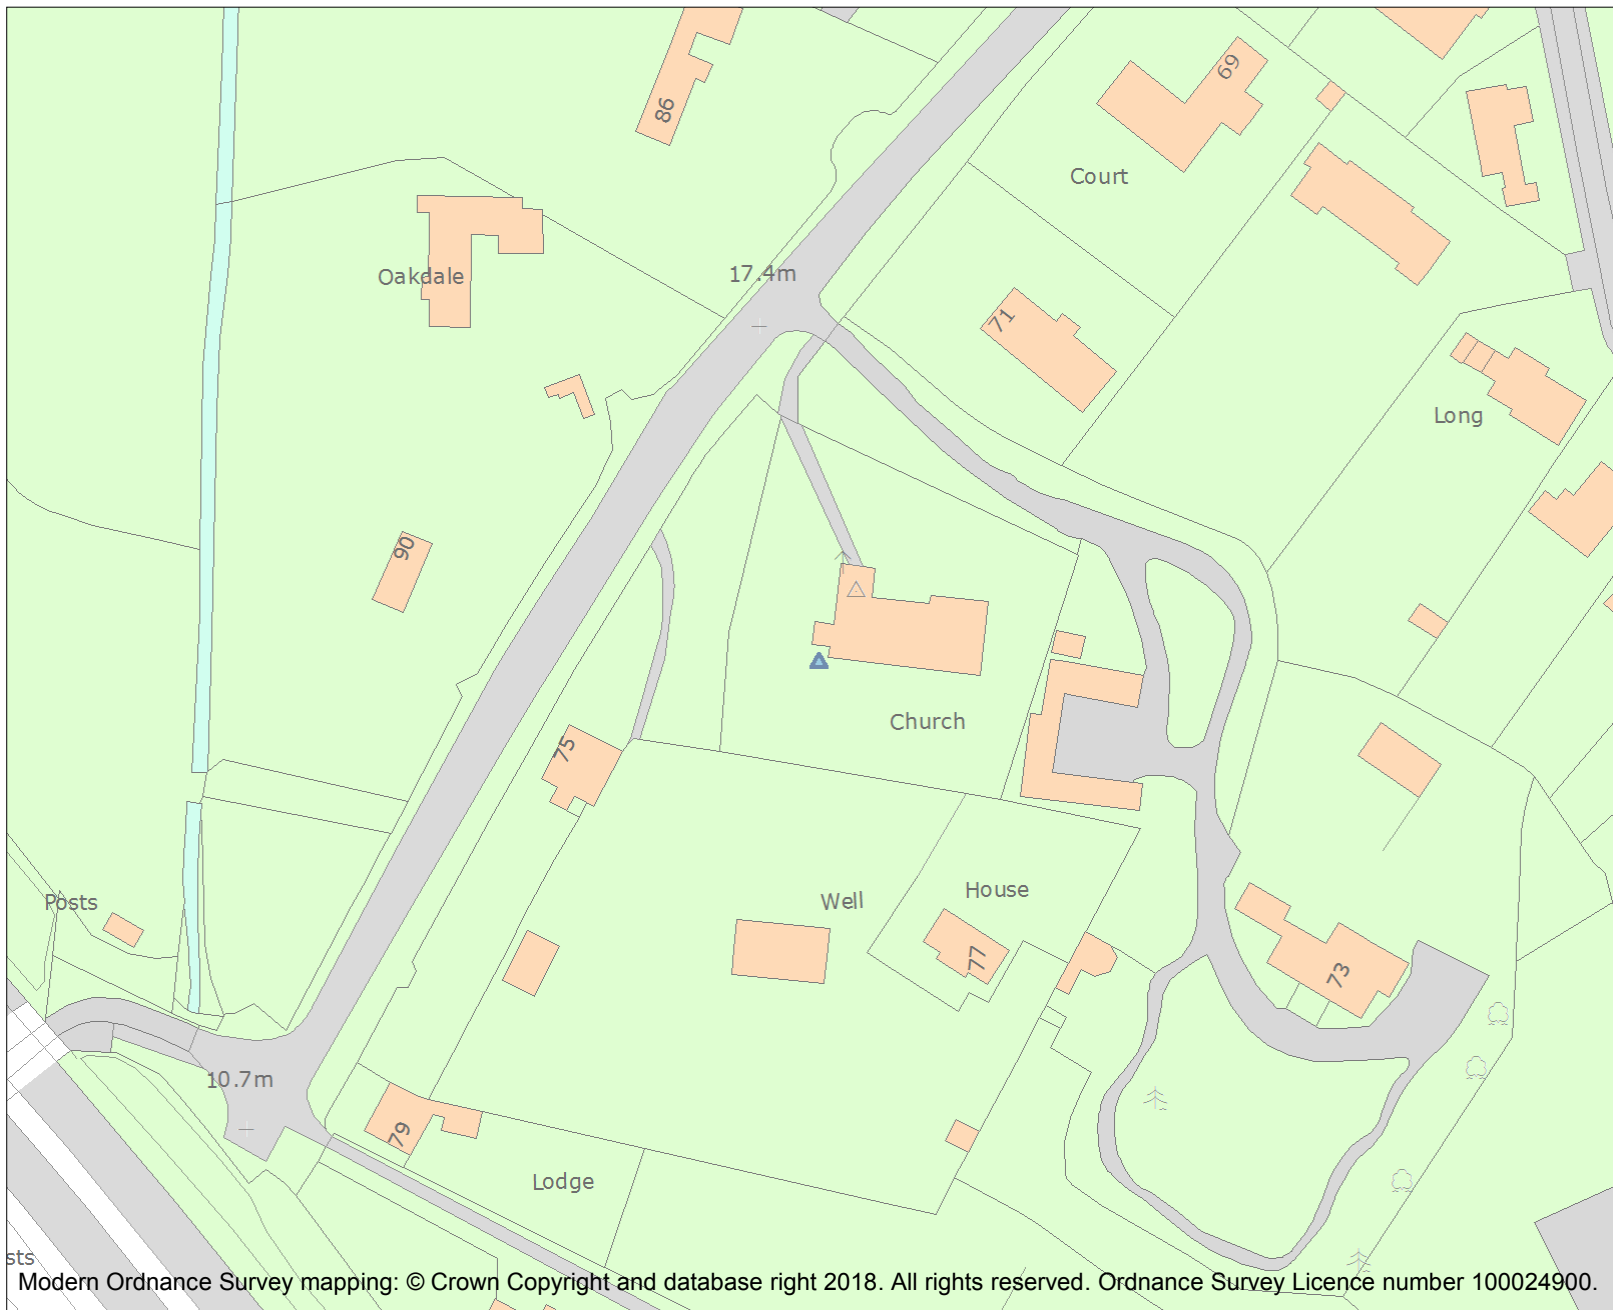 69
86
Court
17.4m
Oakdale
71
Long
90
Church
75
Well
House
Posts
77
73
10.7m
79
Lodge
sts
Modern Ordnance Survey mapping: © Crown Copyright and database right 2018. All rights reserved. Ordnance Survey Licence number 100024900.